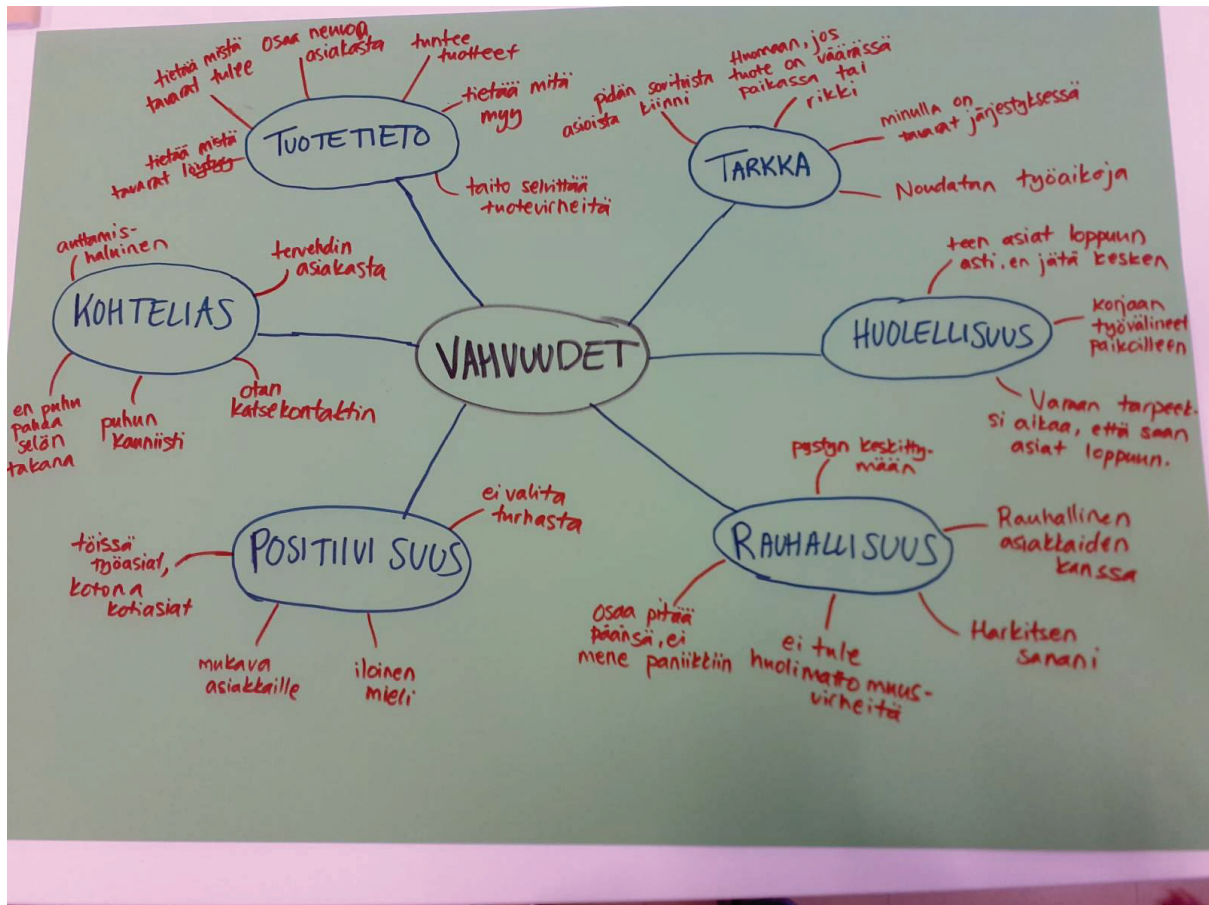 VAHVUUDET
TUOTETIETO
tietää mistä
tavarat tulee
osaa neuvoa
asiakasta
tuntee
tuotteet
tietää mitä
myy
tietää mistä
tavarat löytyy
taito selvittää
tuotevirheitä
TARKKA
pidän sovituista
asioista kiinni
Huomaan, jos
tuote on väärässä
paikassa tai
rikki
minulla on
tavarat järjestyksessä
Noudatan työaikoja
KOHTELIAS
auttamis-
haluinen
tervehdin
asiakasta
en puhu
pahaa
selän
takana
puhun
kauniisti
otan
katsekontaktin
HUOLELLISUUS
teen asiat loppuun
asti, en jätä kesken
korjaan
työvälineet
paikoilleen
Varaan tarpeek-
si aikaa, että saan
asiat loppuun.
POSITIIVISUUS
ei valita
turhasta
töissä
työasiat,
kotona
kotiasiat
mukava
asiakkaille
iloinen
mieli
RAUHALLISUUS
pystyn keskitty-
mään
Rauhallinen
asiakkaiden
kanssa
osaa pitää
päänsä, ei
mene paniikkiin
ei tule
huolimattomuus-
virheitä
Harkitsen
sanani